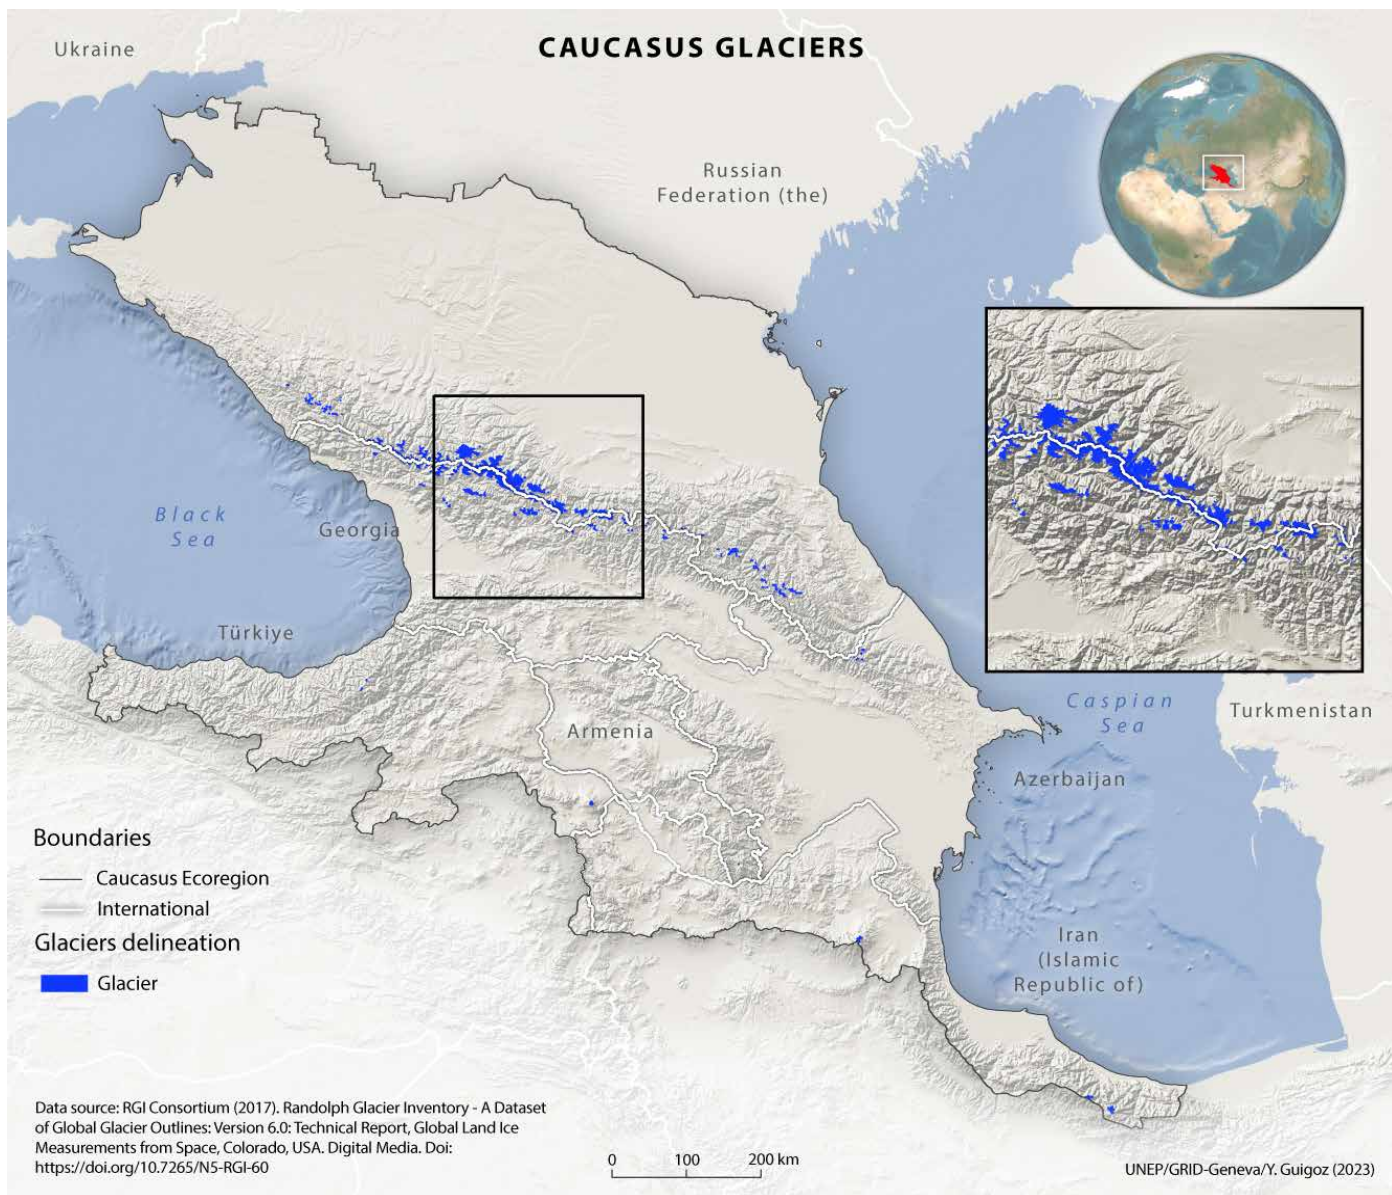 CAUCASUS GLACIERS
Ukraine
Russian
Federation (the)
Black
Sea
Georgia
Türkiye
Armenia
Caspian
Sea
Turkmenistan
Azerbaijan
Iran
(Islamic
Republic of)
Boundaries
Caucasus Ecoregion
International
Glaciers delineation
Glacier
Data source: RGI Consortium (2017). Randolph Glacier Inventory - A Dataset
of Global Glacier Outlines: Version 6.0: Technical Report, Global Land Ice
Measurements from Space, Colorado, USA. Digital Media. Doi:
https://doi.org/10.7265/N5-RGI-60
0 100 200 km
UNEP/GRID-Geneva/Y. Guigoz (2023)